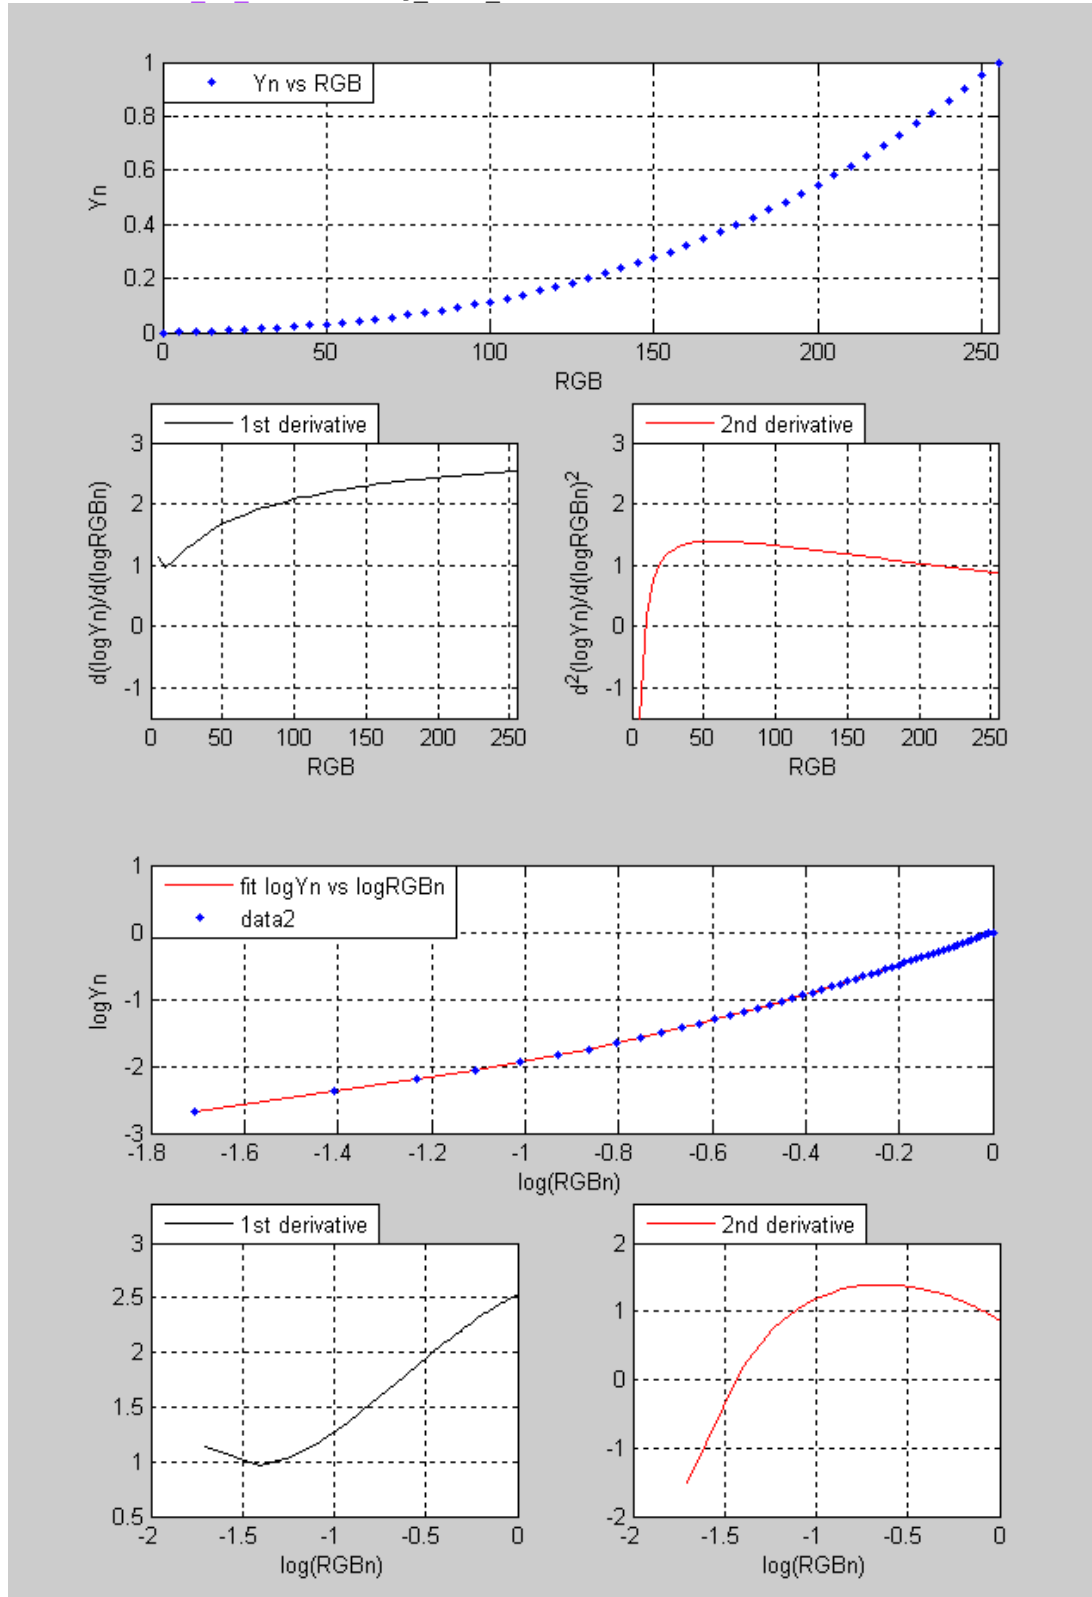 Yn vs RGB
1
0.8
0.6
0.4
0.2
0
Yn
0 50 100 150 200 250
RGB
1st derivative
3
2
1
0
-1
d(logYn)/d(logRGBn)
0 50 100 150 200 250
RGB
2nd derivative
3
2
1
0
-1
d²(logYn)/d(logRGBn)²
0 50 100 150 200 250
RGB
fit logYn vs logRGBn
data2
1
0
-1
-2
-3
logYn
-1.8 -1.6 -1.4 -1.2 -1 -0.8 -0.6 -0.4 -0.2 0
log(RGBn)
1st derivative
3
2.5
2
1.5
1
0.5
-2 -1.5 -1 -0.5 0
log(RGBn)
2nd derivative
2
1
0
-1
-2
-2 -1.5 -1 -0.5 0
log(RGBn)